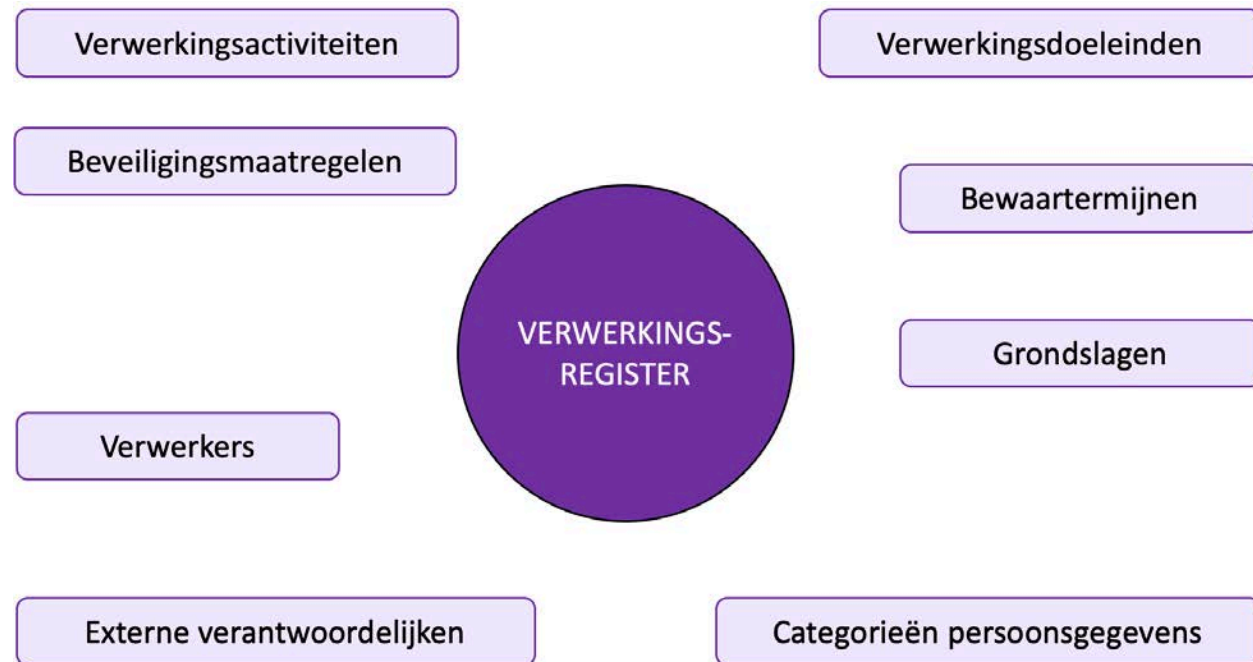 Verwerkingsactiviteiten
Verwerkingsdoeleinden
Beveiligingsmaatregelen
Bewaartermijnen
VERWERKINGS-
REGISTER
Grondslagen
Verwerkers
Externe verantwoordelijken
Categorieën persoonsgegevens